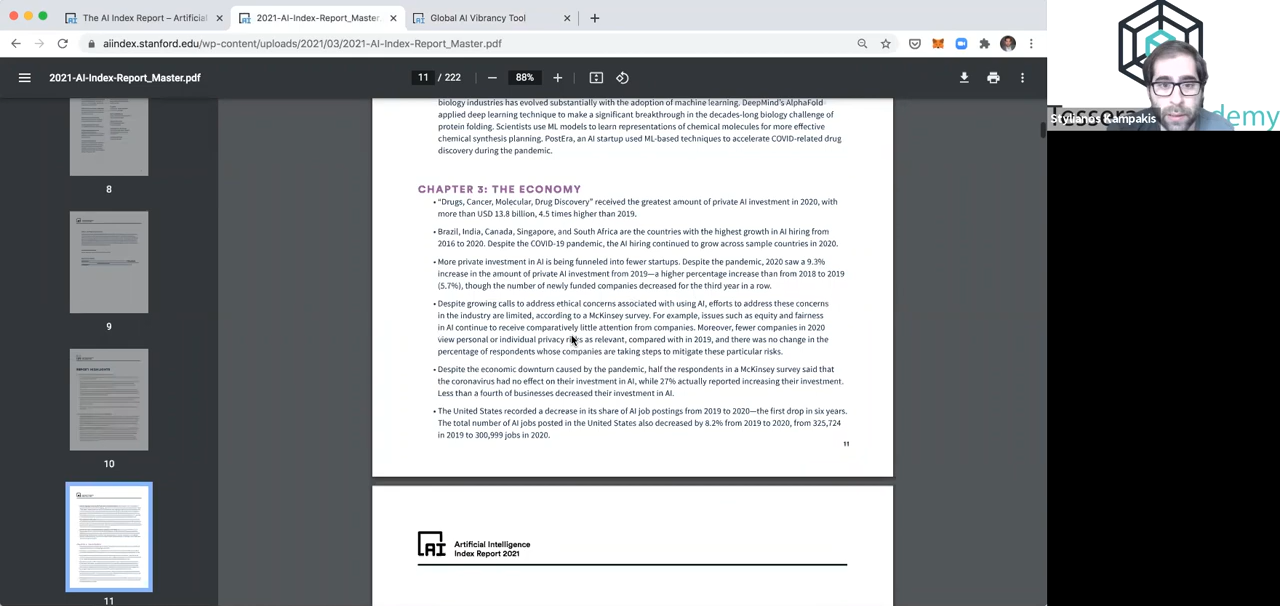 The AI Index Report – Artificial
2021-AI-Index-Report_Master.
Global AI Vibrancy Tool
aiindex.stanford.edu/wp-content/uploads/2021/03/2021-AI-Index-Report_Master.pdf
2021-AI-Index-Report_Master.pdf
11 / 222
88%
8
9
10
11
biology industries has evolved substantially with the adoption of machine learning. DeepMind's AlphaFold
applied deep learning technique to make a significant breakthrough in the decades-long biology challenge of
protein folding. Scientists use ML models to learn representations of chemical molecules for more effective
chemical synthesis planning. PostEra, an AI startup used ML-based techniques to accelerate COVID-related drug
discovery during the pandemic.
CHAPTER 3: THE ECONOMY
• "Drugs, Cancer, Molecular, Drug Discovery" received the greatest amount of private AI investment in 2020, with
more than USD 13.8 billion, 4.5 times higher than 2019.
• Brazil, India, Canada, Singapore, and South Africa are the countries with the highest growth in AI hiring from
2016 to 2020. Despite the COVID-19 pandemic, the AI hiring continued to grow across sample countries in 2020.
• More private investment in AI is being funneled into fewer startups. Despite the pandemic, 2020 saw a 9.3%
increase in the amount of private AI investment from 2019—a higher percentage increase than from 2018 to 2019
(5.7%), though the number of newly funded companies decreased for the third year in a row.
• Despite growing calls to address ethical concerns associated with using AI, efforts to address these concerns
in the industry are limited, according to a McKinsey survey. For example, issues such as equity and fairness
in AI continue to receive comparatively little attention from companies. Moreover, fewer companies in 2020
view personal or individual privacy risks as relevant, compared with in 2019, and there was no change in the
percentage of respondents whose companies are taking steps to mitigate these particular risks.
• Despite the economic downturn caused by the pandemic, half the respondents in a McKinsey survey said that
the coronavirus had no effect on their investment in AI, while 27% actually reported increasing their investment.
Less than a fourth of businesses decreased their investment in AI.
• The United States recorded a decrease in its share of AI job postings from 2019 to 2020—the first drop in six years.
The total number of AI jobs posted in the United States also decreased by 8.2% from 2019 to 2020, from 325,724
in 2019 to 300,999 jobs in 2020.
11
AI
Artificial Intelligence
Index Report 2021
Stylianos Kampakis